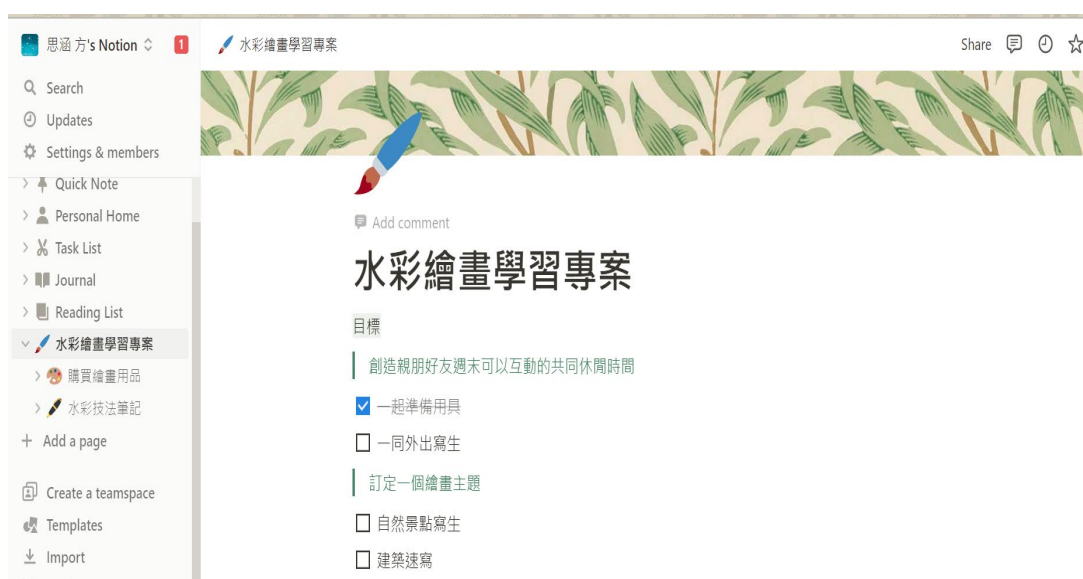 思涵 方's Notion
1
水彩繪畫學習專案
Share
Search
Updates
Settings & members
Quick Note
Personal Home
Task List
Journal
Reading List
水彩繪畫學習專案
購買繪畫用品
水彩技法筆記
Add a page
Create a teamspace
Templates
Import
Add comment
水彩繪畫學習專案
目標
創造親朋好友週末可以互動的共同休閒時間
一起準備用具
一同外出寫生
訂定一個繪畫主題
自然景點寫生
建築速寫